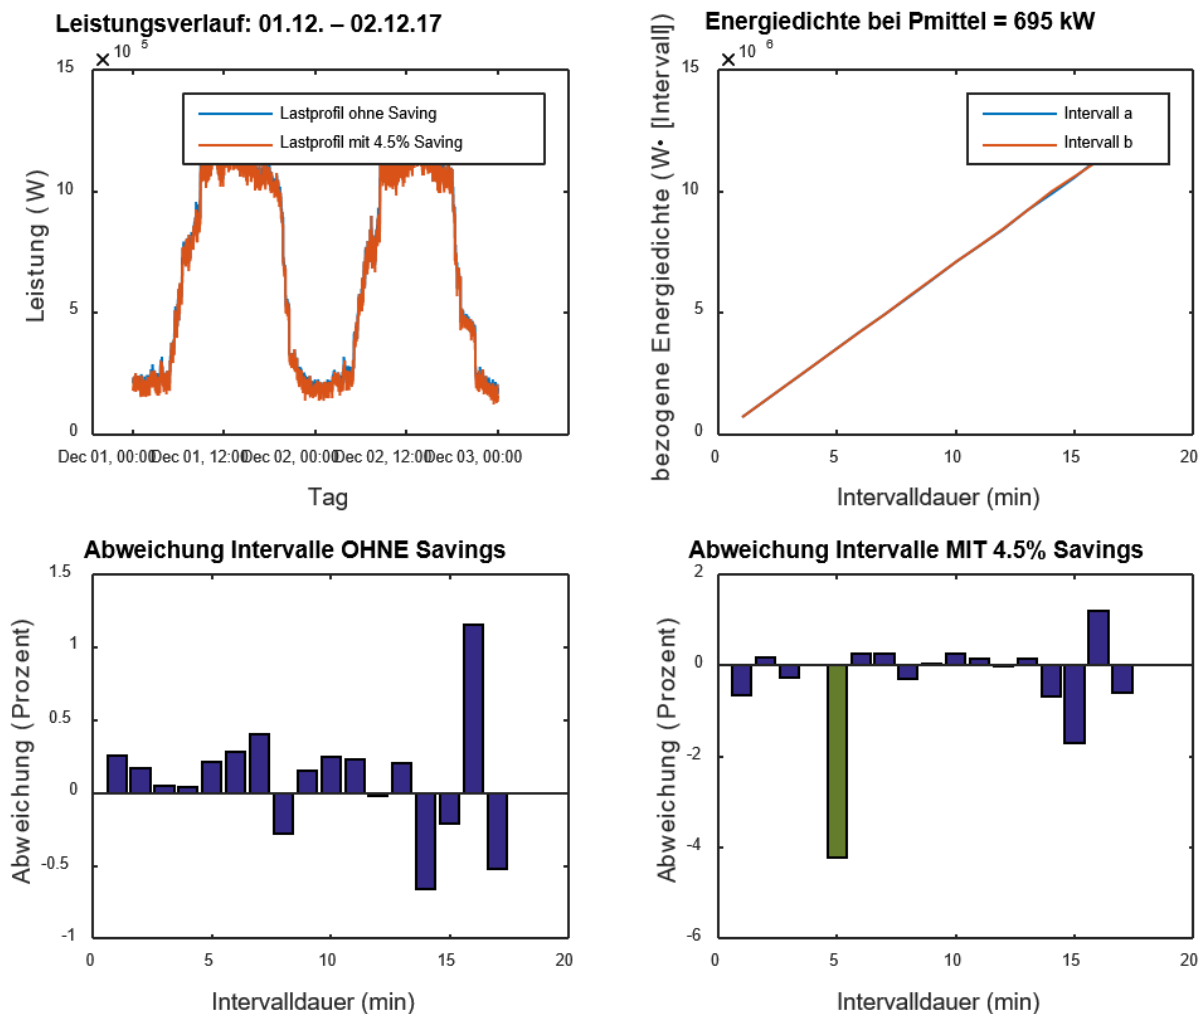 Leistungsverlauf: 01.12. – 02.12.17
×10 5
15
10
5
0
Leistung (W)
Lastprofil ohne Saving
Lastprofil mit 4.5% Saving
Dec 01, 00:00 Dec 01, 12:00 Dec 02, 00:00 Dec 02, 12:00 Dec 03, 00:00
Tag
Energiedichte bei Pmittel = 695 kW
×10 6
15
10
5
0
bezogene Energiedichte (W• [Intervall])
Intervall a
Intervall b
0 5 10 15 20
Intervalldauer (min)
Abweichung Intervalle OHNE Savings
1.5
1
0.5
0
-0.5
-1
Abweichung (Prozent)
0 5 10 15 20
Intervalldauer (min)
Abweichung Intervalle MIT 4.5% Savings
2
0
-2
-4
-6
Abweichung (Prozent)
0 5 10 15 20
Intervalldauer (min)